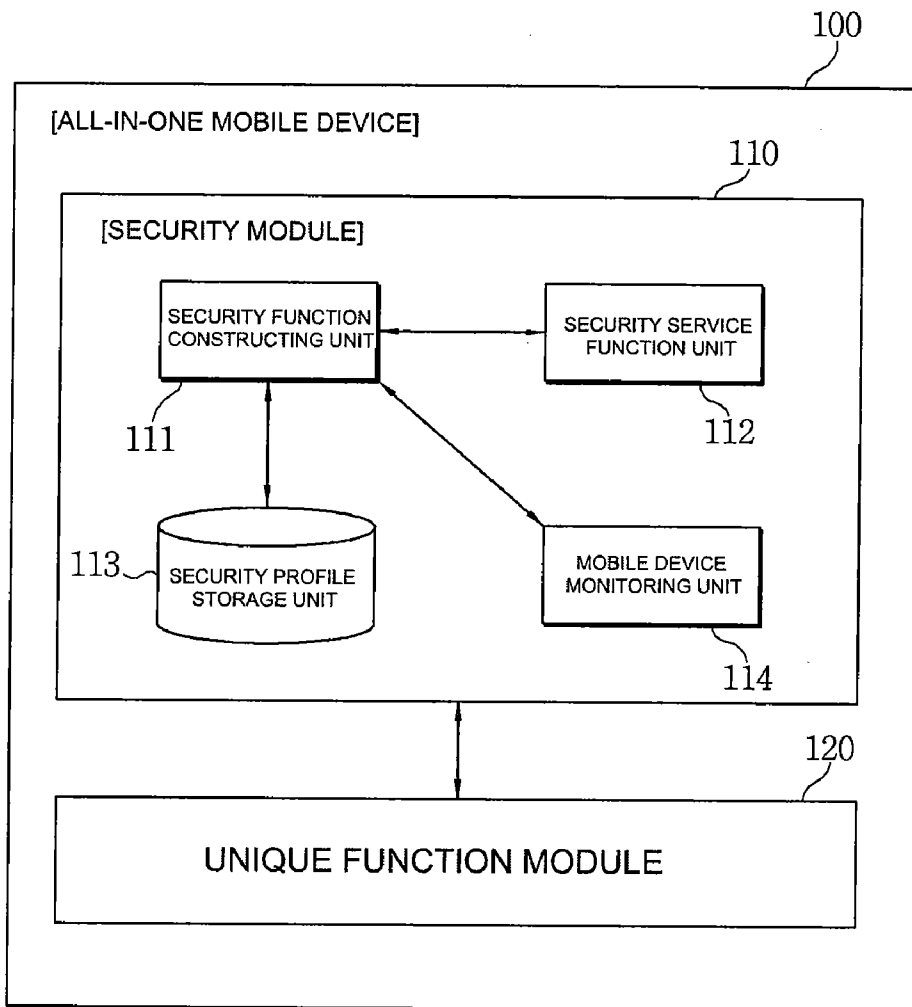 100
[ALL-IN-ONE MOBILE DEVICE]
110
[SECURITY MODULE]
SECURITY FUNCTION
CONSTRUCTING UNIT
SECURITY SERVICE
FUNCTION UNIT
111
112
113
SECURITY PROFILE
STORAGE UNIT
MOBILE DEVICE
MONITORING UNIT
114
120
UNIQUE FUNCTION MODULE